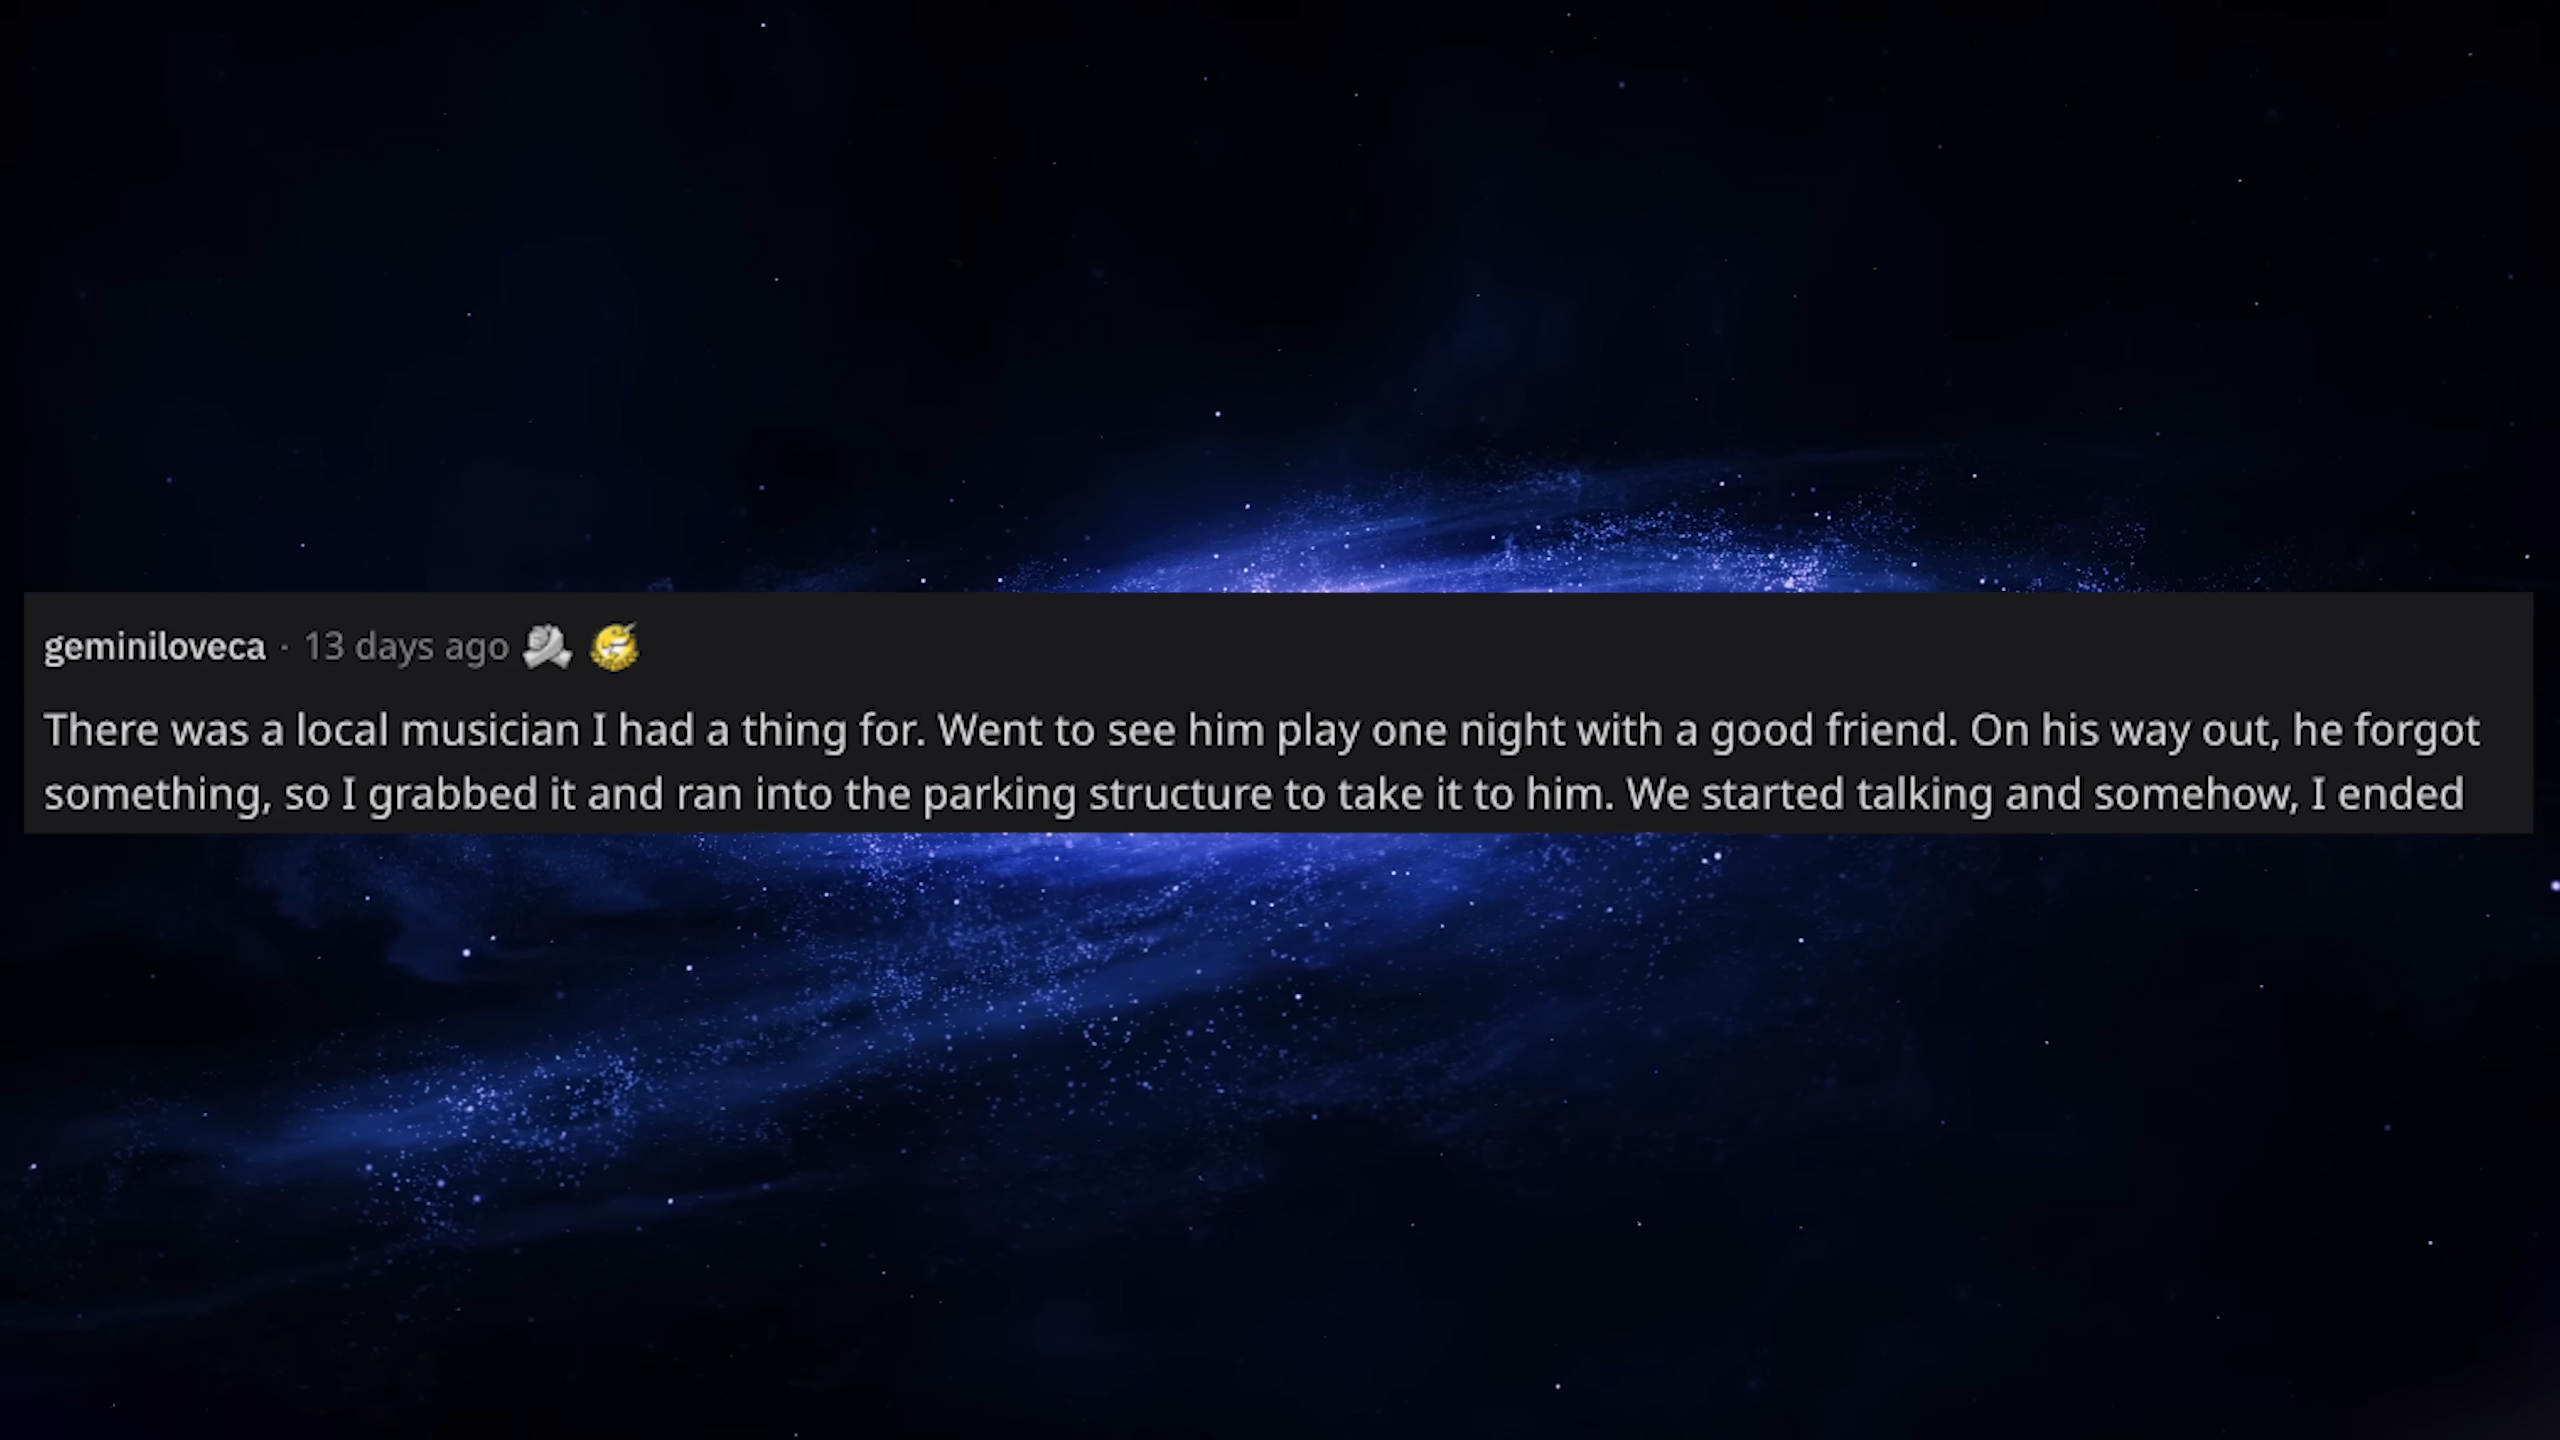 geminiloveca · 13 days ago
There was a local musician I had a thing for. Went to see him play one night with a good friend. On his way out, he forgot
something, so I grabbed it and ran into the parking structure to take it to him. We started talking and somehow, I ended